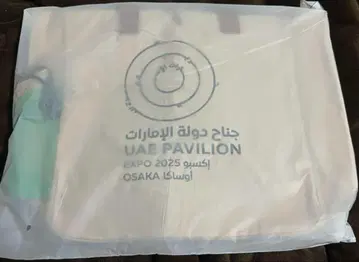 جناح دولة الإمارات
UAE PAVILION
EXPO 2025 إكسبو
OSAKA أوساكا